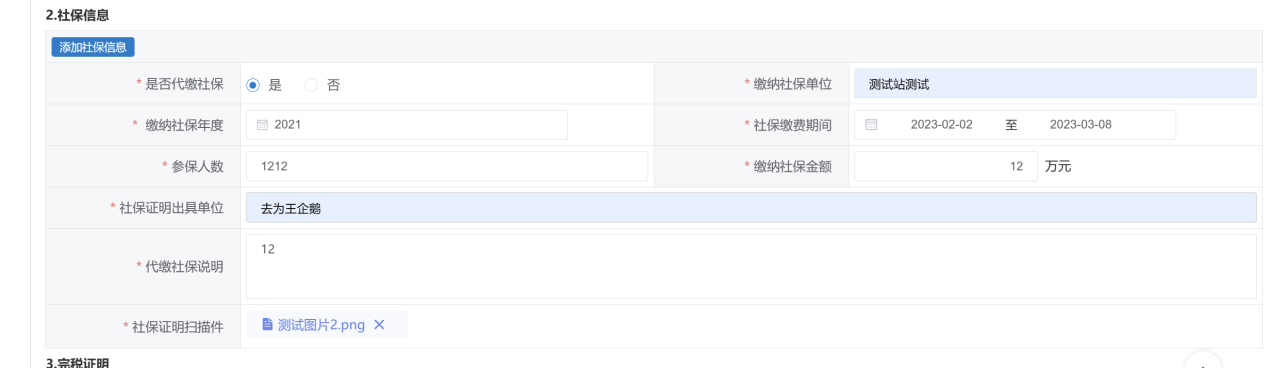 2.社保信息
添加社保信息
* 是否代缴社保 是 否 * 缴纳社保单位 测试站测试
* 缴纳社保年度 2021 * 社保缴费期间 2023-02-02 至 2023-03-08
* 参保人数 1212 * 缴纳社保金额 12 万元
* 社保证明出具单位 去为王企鹅
* 代缴社保说明 12
* 社保证明扫描件 测试图片2.png
3.完税证明